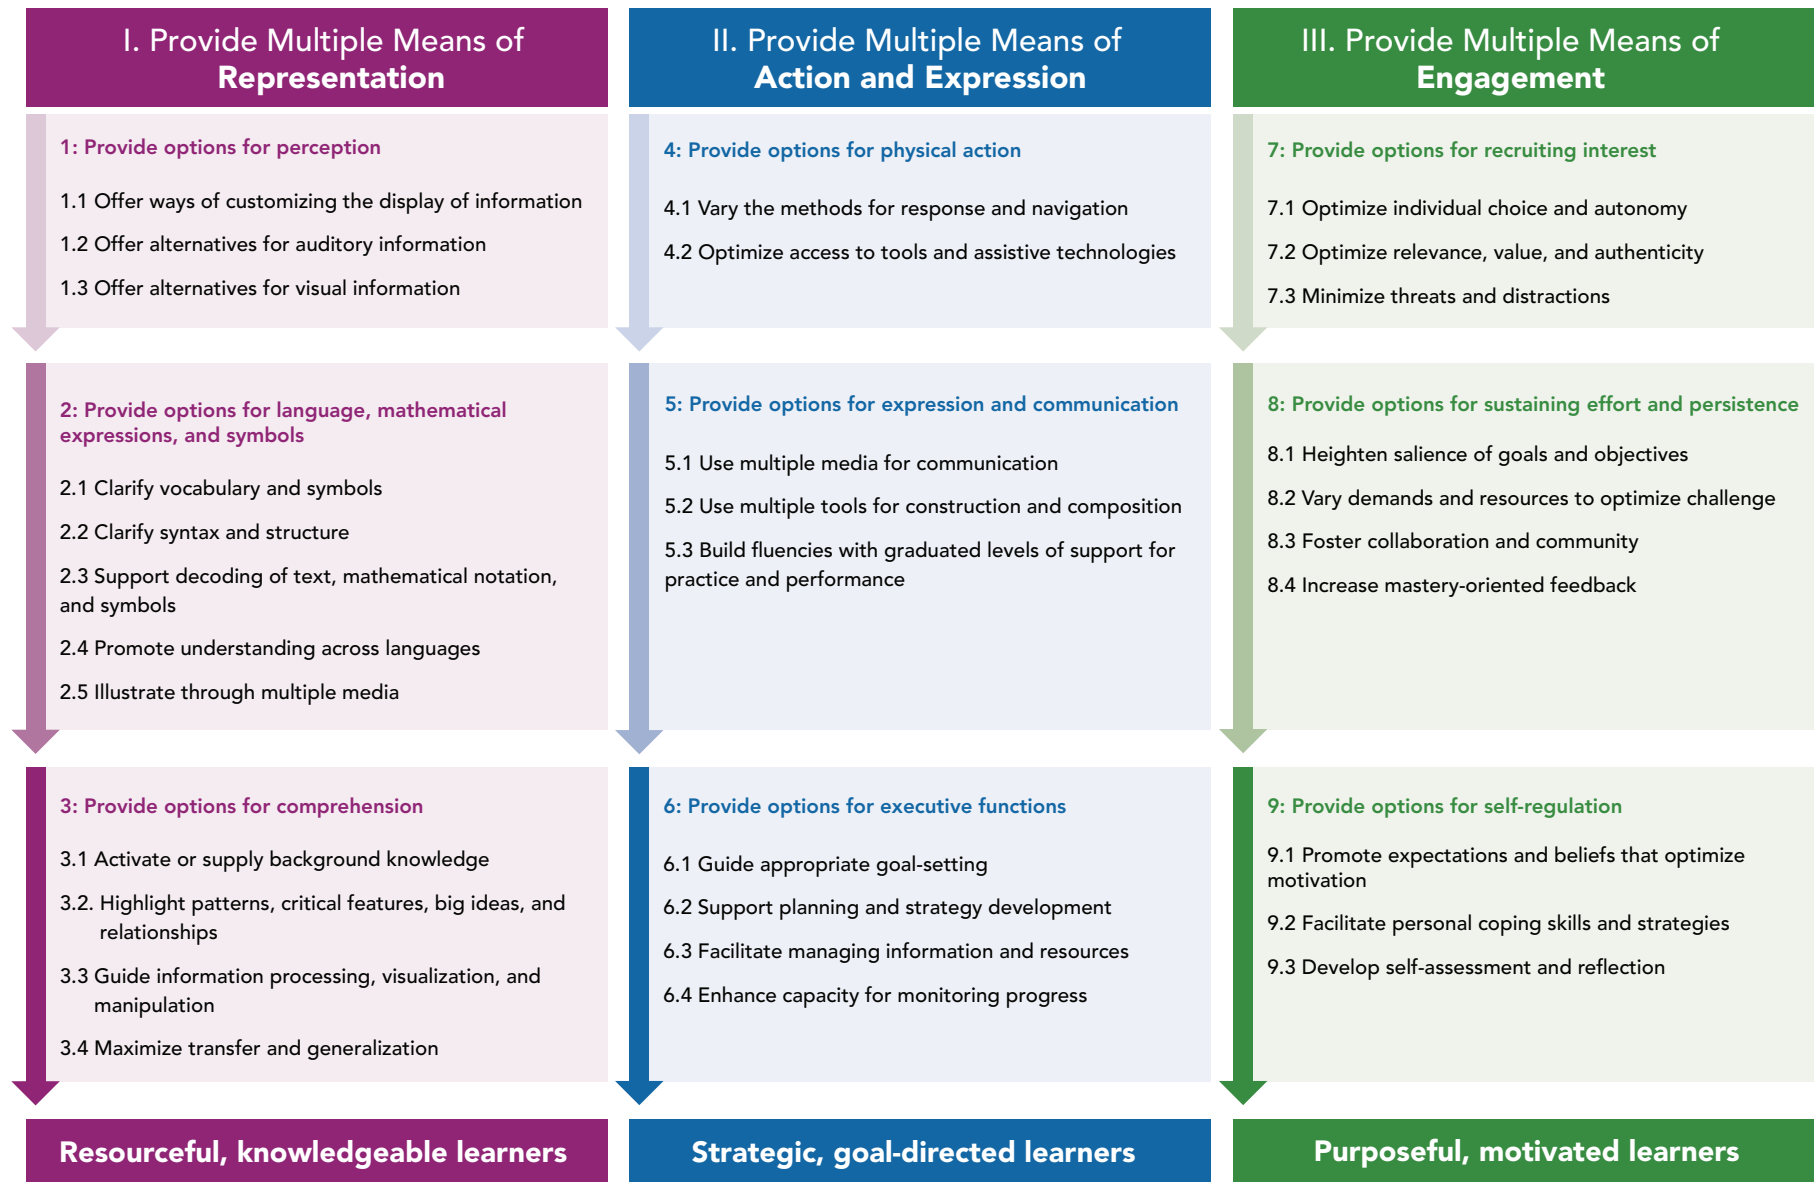 I. Provide Multiple Means of
Representation
1: Provide options for perception
1.1 Offer ways of customizing the display of information
1.2 Offer alternatives for auditory information
1.3 Offer alternatives for visual information
2: Provide options for language, mathematical
expressions, and symbols
2.1 Clarify vocabulary and symbols
2.2 Clarify syntax and structure
2.3 Support decoding of text, mathematical notation,
and symbols
2.4 Promote understanding across languages
2.5 Illustrate through multiple media
3: Provide options for comprehension
3.1 Activate or supply background knowledge
3.2. Highlight patterns, critical features, big ideas, and
relationships
3.3 Guide information processing, visualization, and
manipulation
3.4 Maximize transfer and generalization
Resourceful, knowledgeable learners
II. Provide Multiple Means of
Action and Expression
4: Provide options for physical action
4.1 Vary the methods for response and navigation
4.2 Optimize access to tools and assistive technologies
5: Provide options for expression and communication
5.1 Use multiple media for communication
5.2 Use multiple tools for construction and composition
5.3 Build fluencies with graduated levels of support for
practice and performance
6: Provide options for executive functions
6.1 Guide appropriate goal-setting
6.2 Support planning and strategy development
6.3 Facilitate managing information and resources
6.4 Enhance capacity for monitoring progress
Strategic, goal-directed learners
III. Provide Multiple Means of
Engagement
7: Provide options for recruiting interest
7.1 Optimize individual choice and autonomy
7.2 Optimize relevance, value, and authenticity
7.3 Minimize threats and distractions
8: Provide options for sustaining effort and persistence
8.1 Heighten salience of goals and objectives
8.2 Vary demands and resources to optimize challenge
8.3 Foster collaboration and community
8.4 Increase mastery-oriented feedback
9: Provide options for self-regulation
9.1 Promote expectations and beliefs that optimize
motivation
9.2 Facilitate personal coping skills and strategies
9.3 Develop self-assessment and reflection
Purposeful, motivated learners